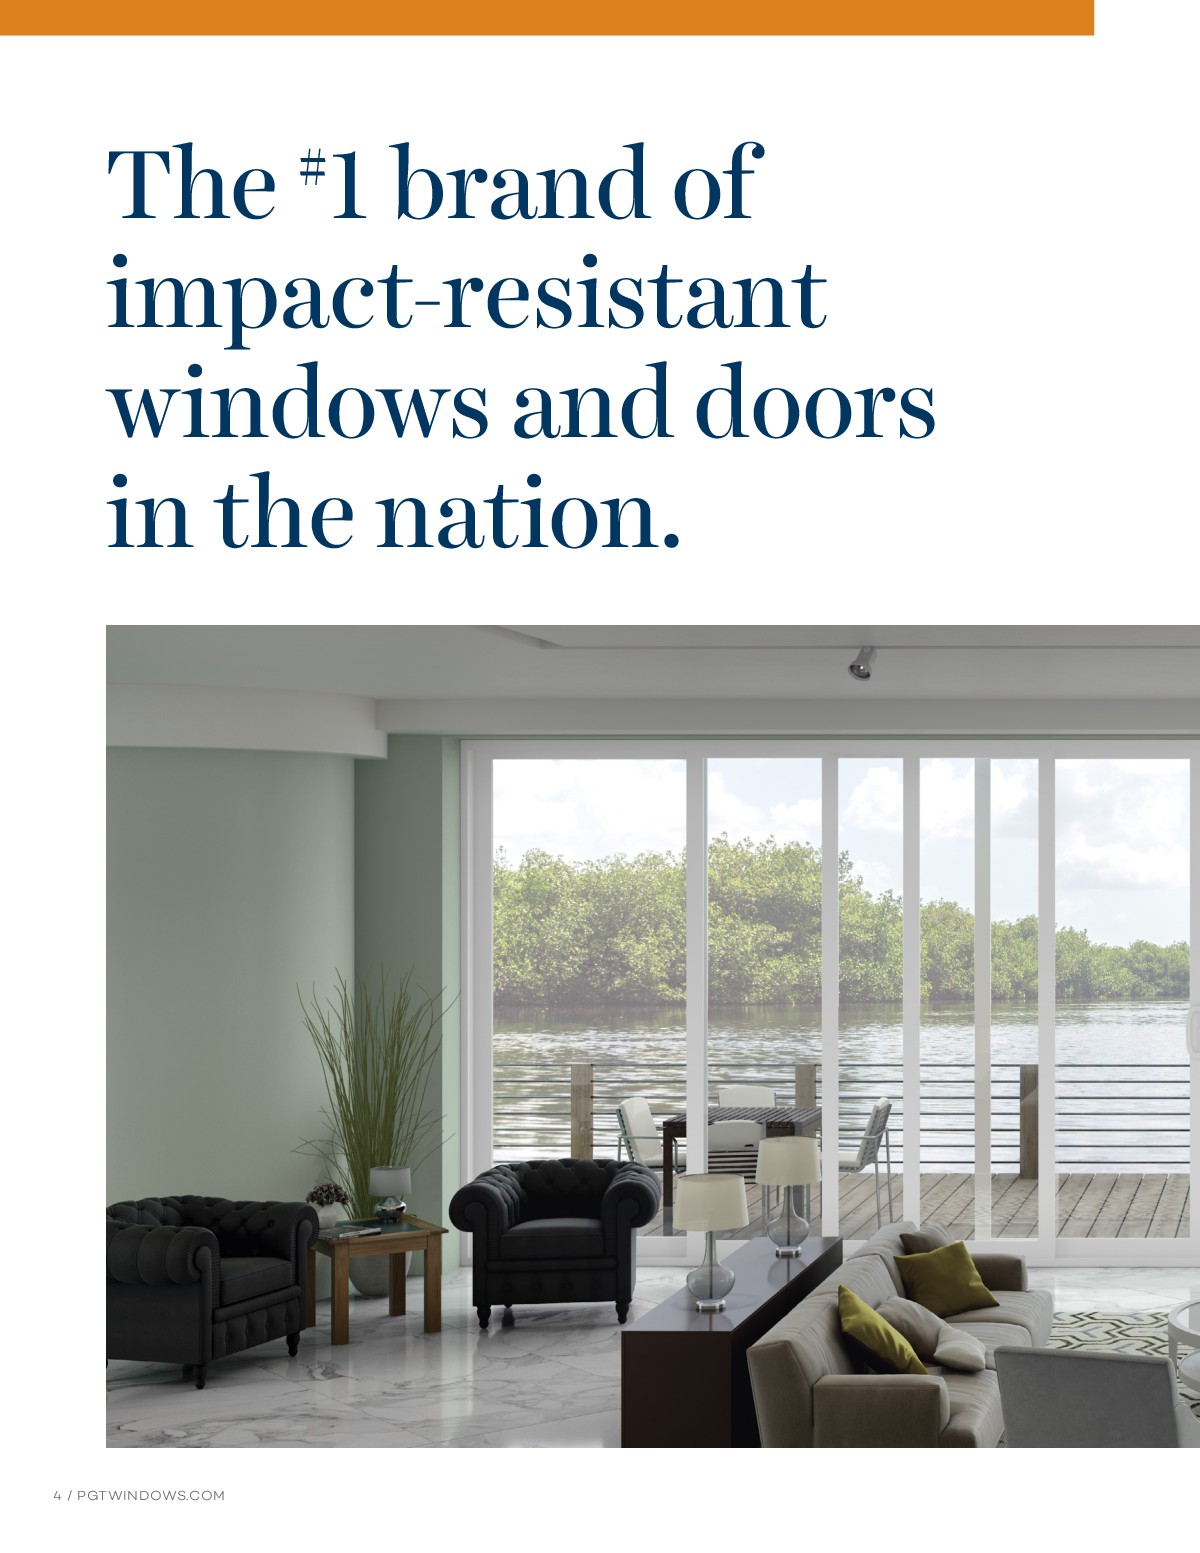 The #1 brand of
impact-resistant
windows and doors
in the nation.
4 / PGTWINDOWS.COM